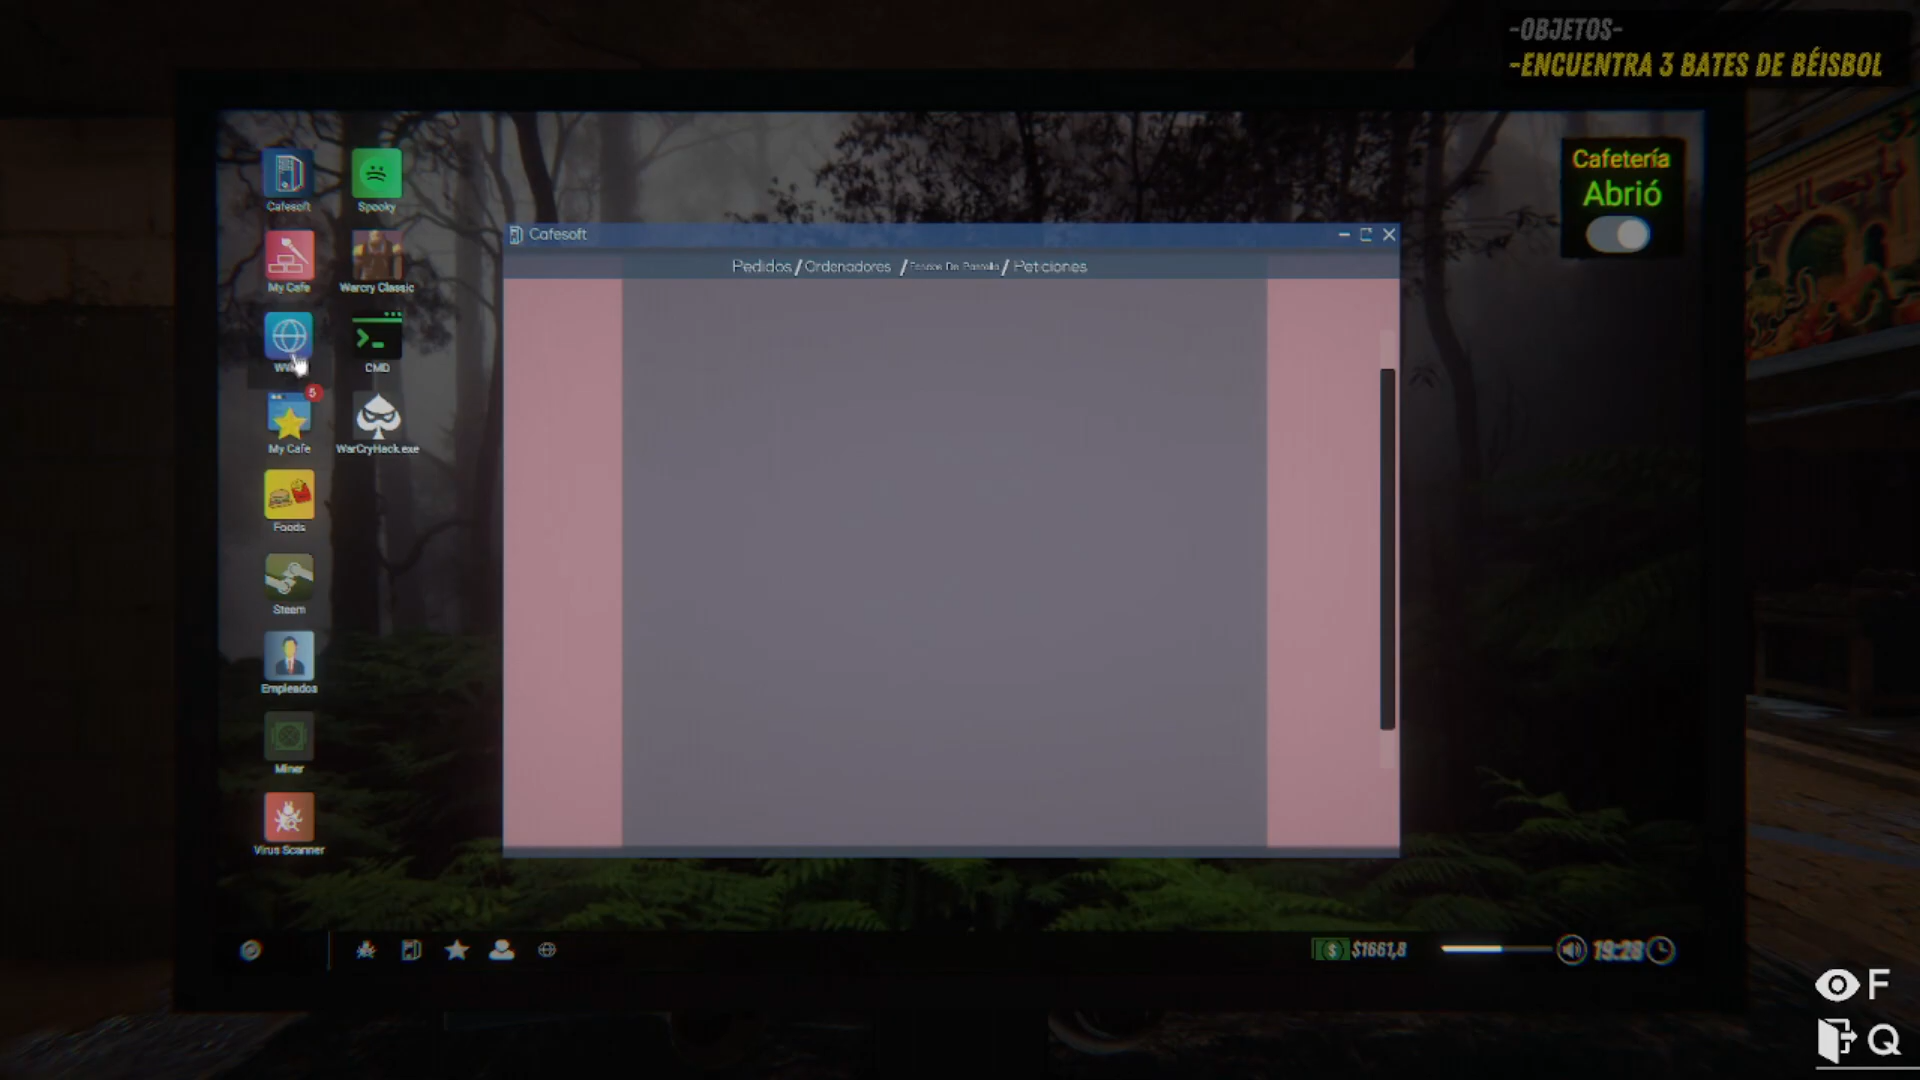 -OBJETOS-
-ENCUENTRA 3 BATES DE BÉISBOL
Cafetería
Abrió
Cafesoft
Spooky
My Cafe
Warcry Classic
CMD
5
My Cafe
WarCryHack.exe
Foods
Steem
Empleados
Miner
Virus Scanner
Cafesoft
Pedidos / Ordenadores / / Peticiones
$1661,8
19:28
F
Q